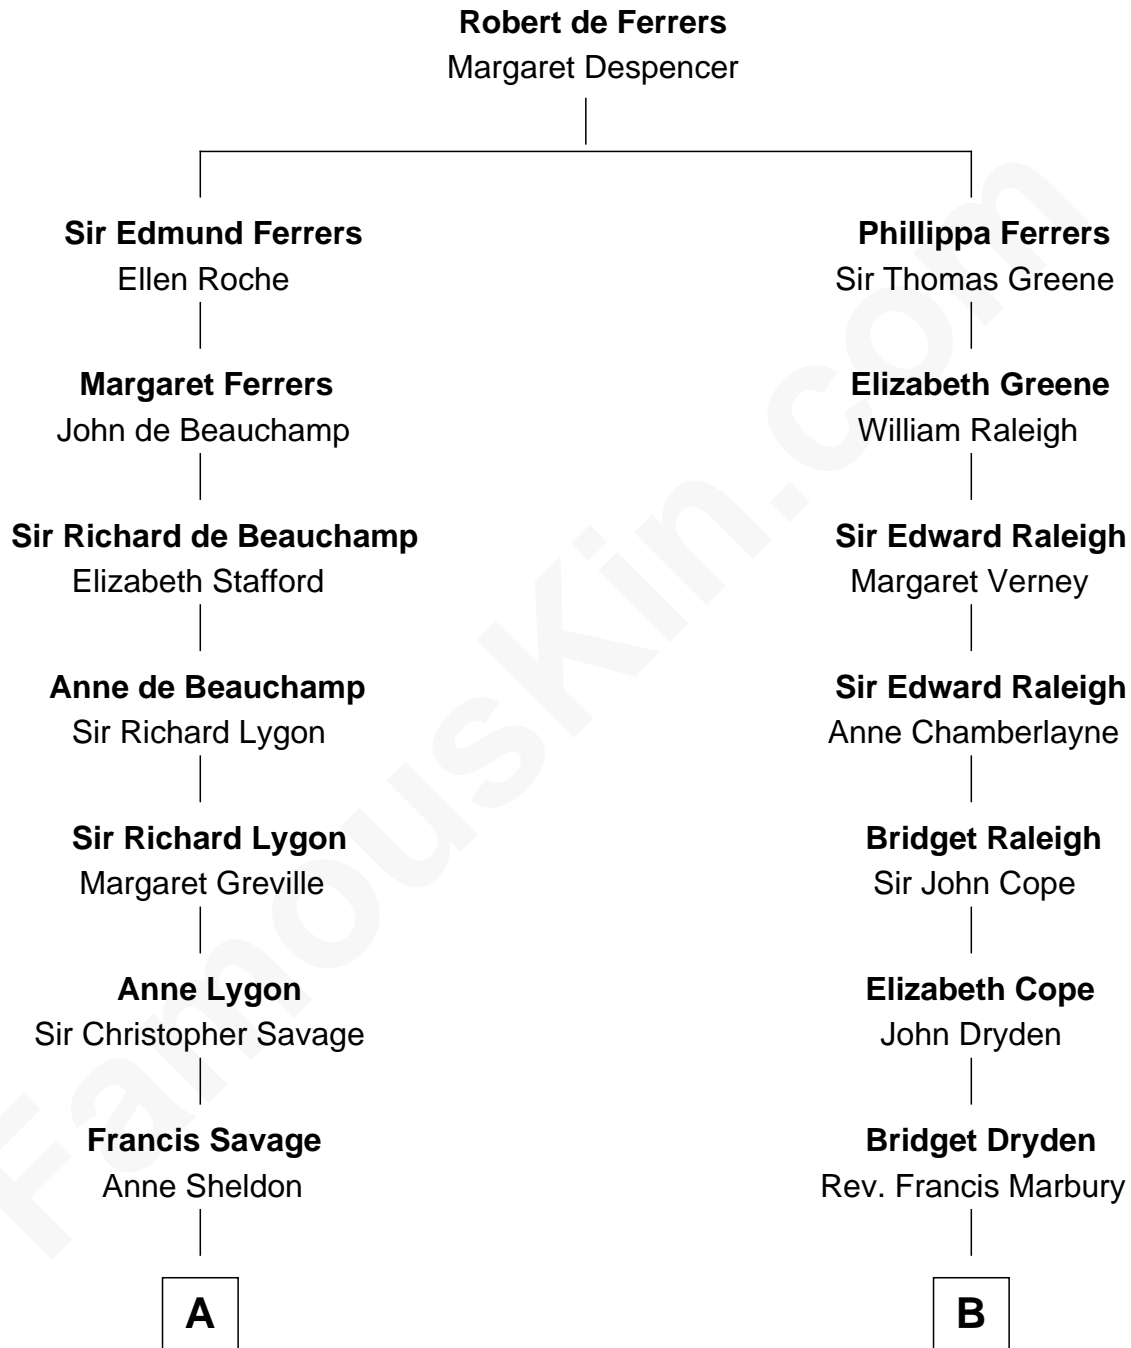 Robert de Ferrers
Margaret Despencer
Sir Edmund Ferrers
Ellen Roche
Margaret Ferrers
John de Beauchamp
Sir Richard de Beauchamp
Elizabeth Stafford
Anne de Beauchamp
Sir Richard Lygon
Sir Richard Lygon
Margaret Greville
Anne Lygon
Sir Christopher Savage
Francis Savage
Anne Sheldon
A
Phillippa Ferrers
Sir Thomas Greene
Elizabeth Greene
William Raleigh
Sir Edward Raleigh
Margaret Verney
Sir Edward Raleigh
Anne Chamberlayne
Bridget Raleigh
Sir John Cope
Elizabeth Cope
John Dryden
Bridget Dryden
Rev. Francis Marbury
B
FamousKin.com